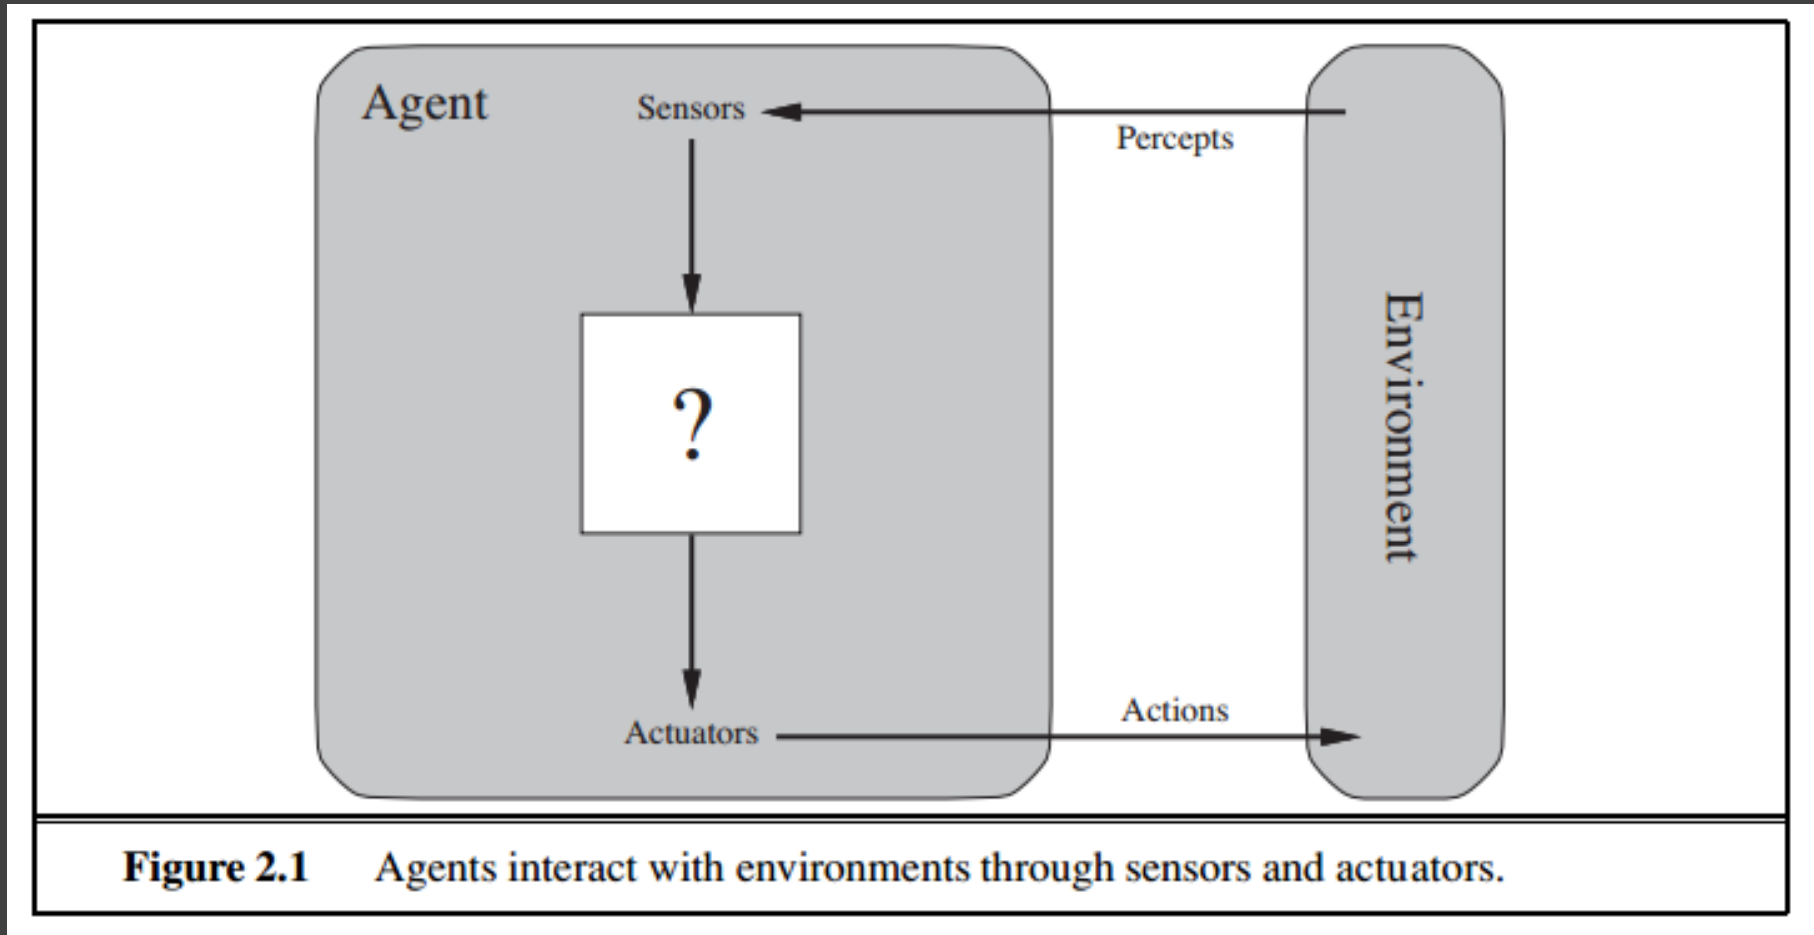 Agent
Sensors
Percepts
?
Environment
Actions
Actuators
Figure 2.1 Agents interact with environments through sensors and actuators.